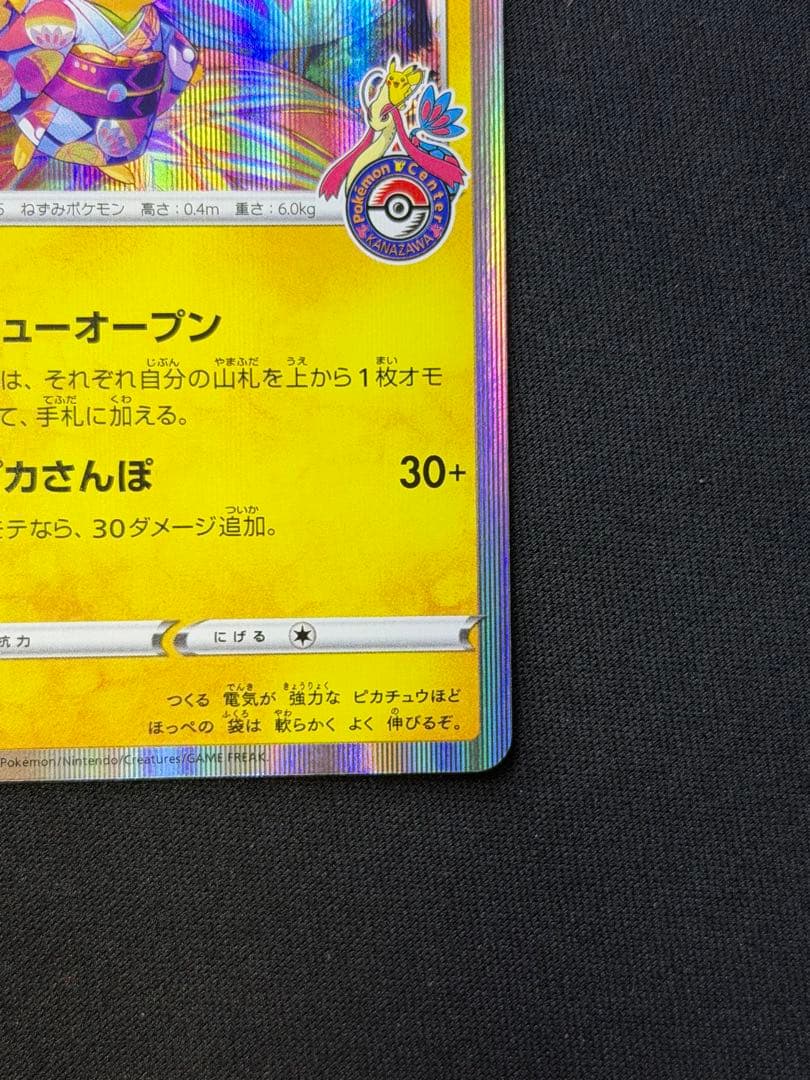 Pokémon Center
KANAZAWA
5 ねずみポケモン 高さ:0.4m 重さ:6.0kg
ューオープン
は、それぞれ自分の山札を上から1枚オモ
て、手札に加える。
ピカさんぽ 30+
モテなら、30ダメージ追加。
抗力 にげる
つくる 電気が 強力な ピカチュウほど
ほっぺの 袋は 軟らかく よく 伸びるぞ。
Pokémon/Nintendo/Creatures/GAME FREAK.